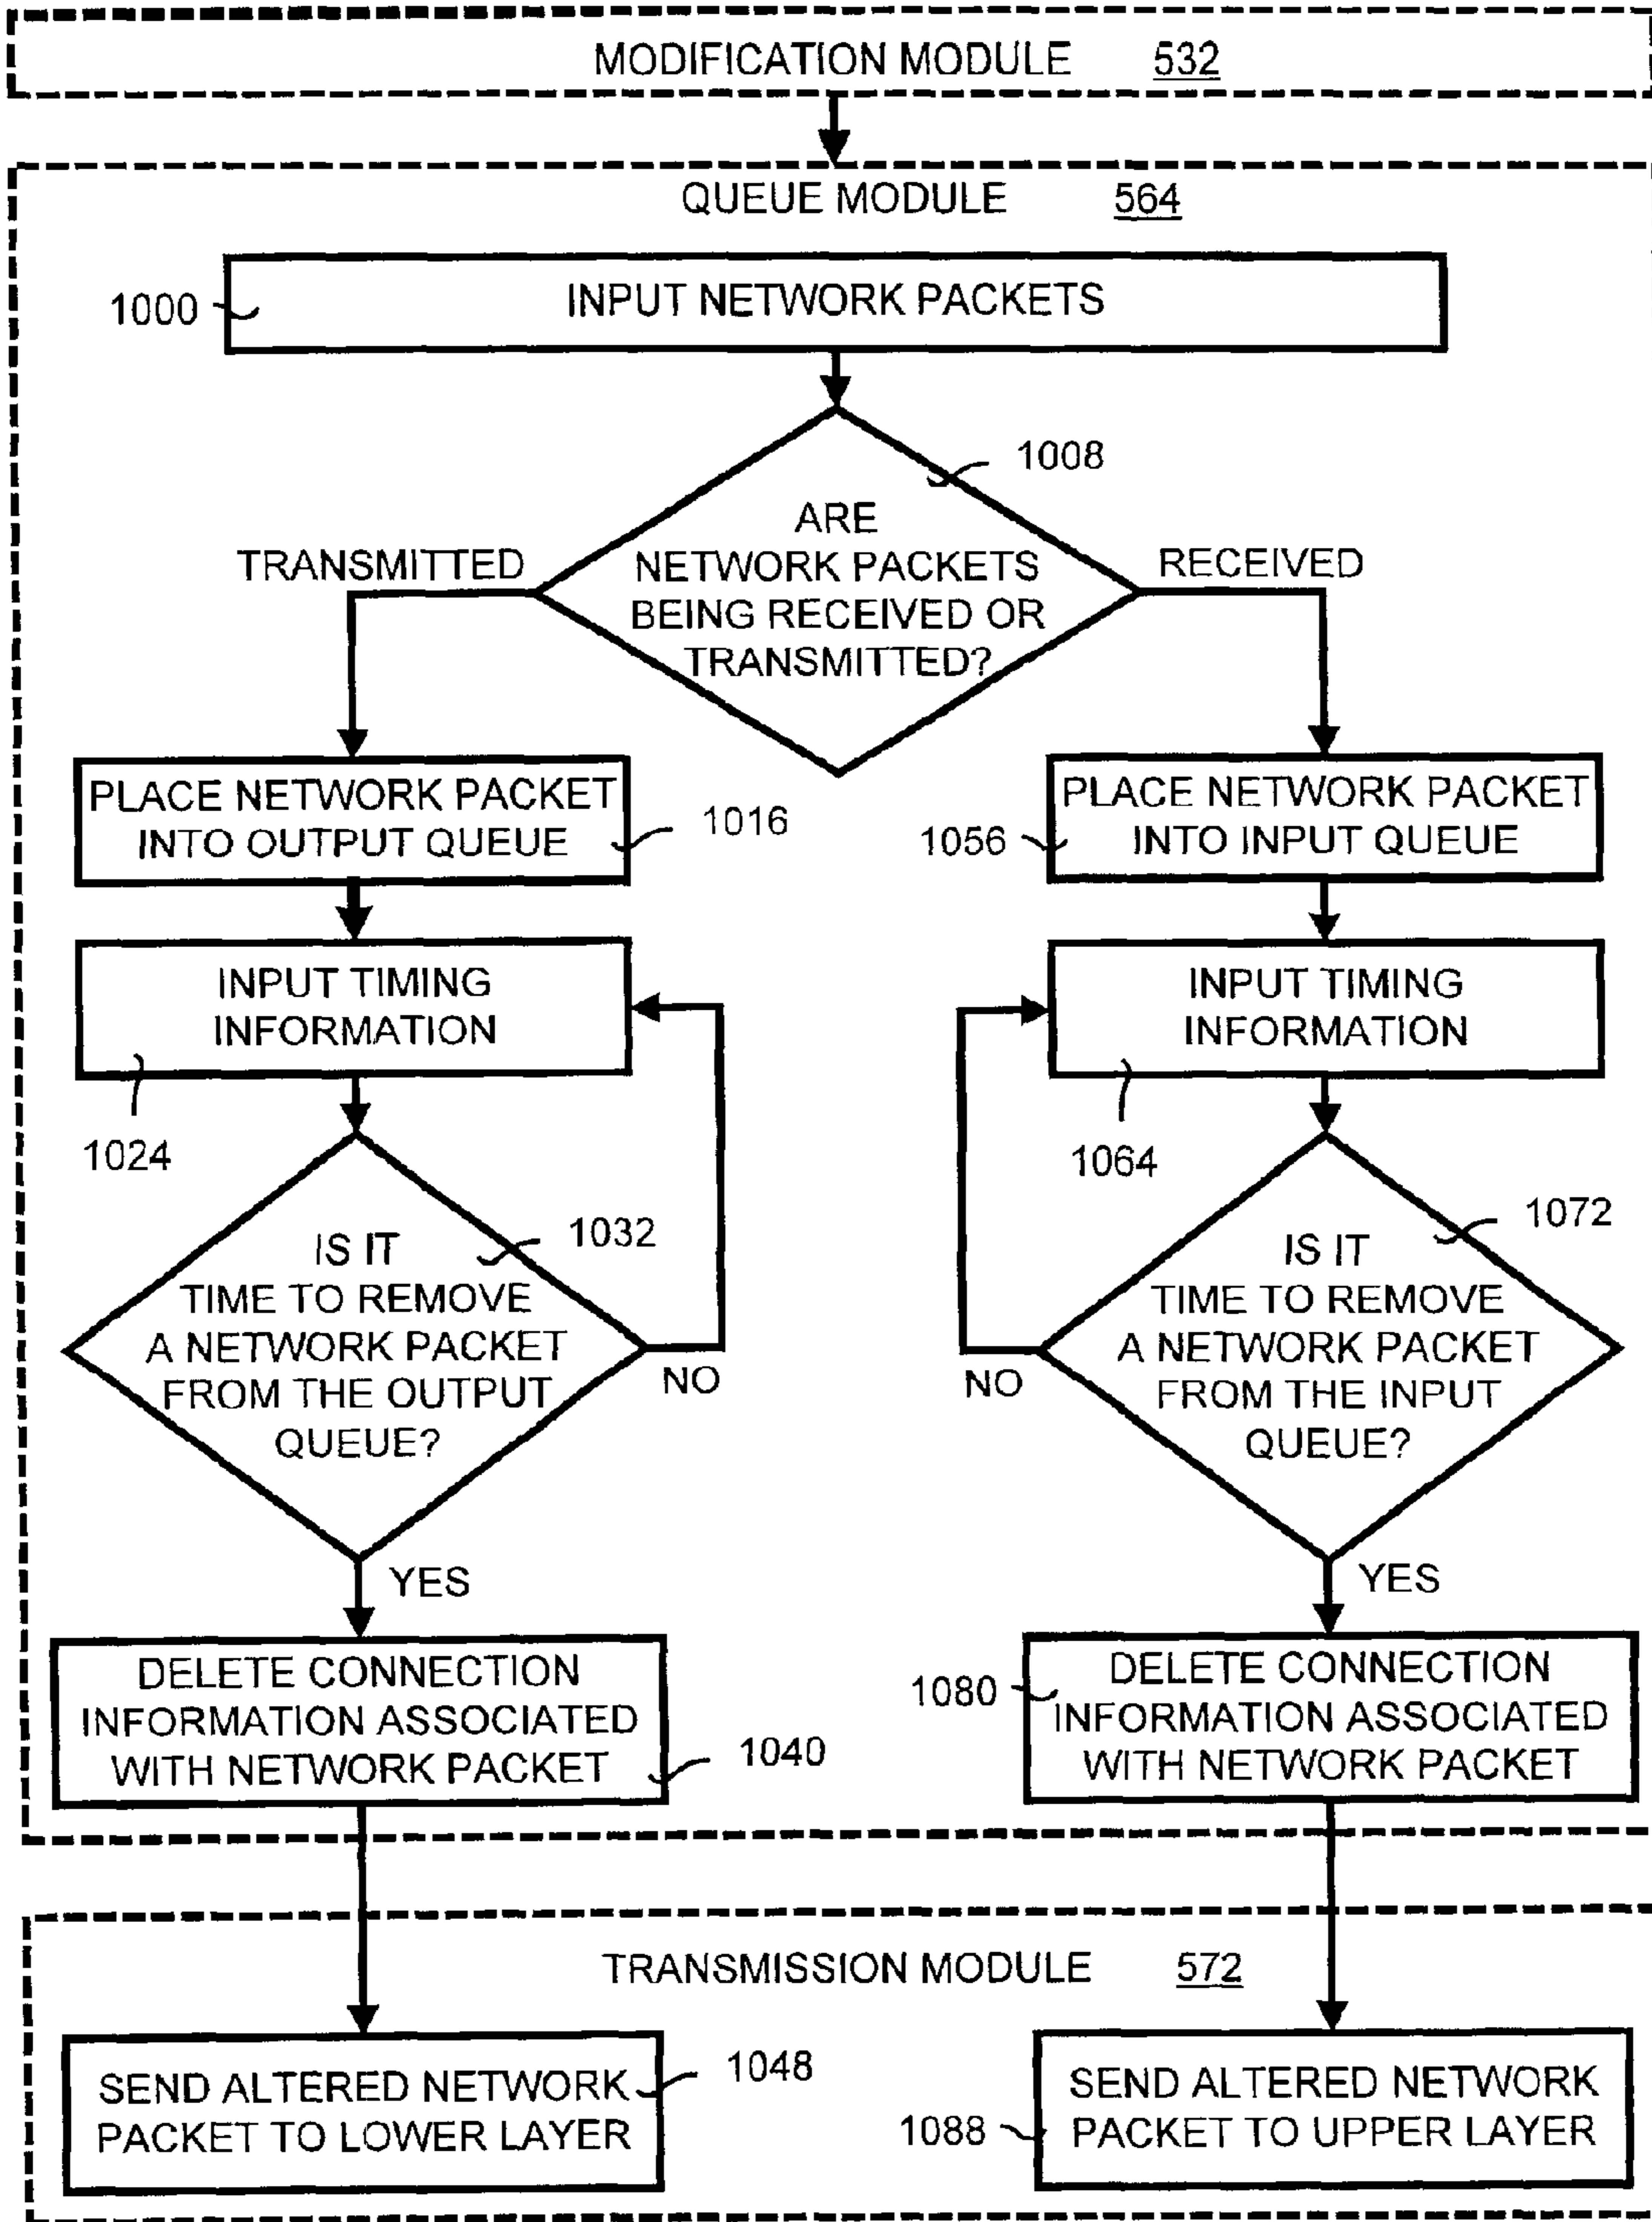 MODIFICATION MODULE 532
QUEUE MODULE 564
1000
INPUT NETWORK PACKETS
1008
ARE
NETWORK PACKETS
BEING RECEIVED OR
TRANSMITTED?
TRANSMITTED
RECEIVED
PLACE NETWORK PACKET
INTO OUTPUT QUEUE
1016
1056
PLACE NETWORK PACKET
INTO INPUT QUEUE
INPUT TIMING
INFORMATION
1024
INPUT TIMING
INFORMATION
1064
IS IT
TIME TO REMOVE
A NETWORK PACKET
FROM THE OUTPUT
QUEUE?
1032
NO
YES
IS IT
TIME TO REMOVE
A NETWORK PACKET
FROM THE INPUT
QUEUE?
1072
NO
YES
DELETE CONNECTION
INFORMATION ASSOCIATED
WITH NETWORK PACKET
1040
1080
DELETE CONNECTION
INFORMATION ASSOCIATED
WITH NETWORK PACKET
TRANSMISSION MODULE 572
SEND ALTERED NETWORK
PACKET TO LOWER LAYER
1048
1088
SEND ALTERED NETWORK
PACKET TO UPPER LAYER